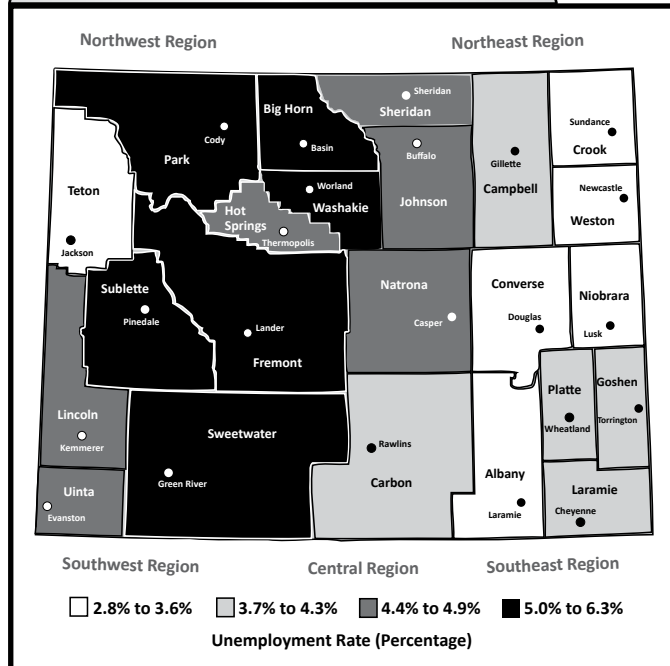 Northwest Region
Northeast Region
Sheridan
Sheridan
Big Horn
Basin
Cody
Park
Buffalo
Johnson
Gillette
Campbell
Sundance
Crook
Newcastle
Weston
Teton
Jackson
Worland
Washakie
Hot
Springs
Thermopolis
Sublette
Pinedale
Lander
Fremont
Natrona
Casper
Converse
Douglas
Niobrara
Lusk
Lincoln
Kemmerer
Uinta
Evanston
Sweetwater
Green River
Rawlins
Carbon
Platte
Wheatland
Goshen
Torrington
Albany
Laramie
Laramie
Cheyenne
Southwest Region
Central Region
Southeast Region
2.8% to 3.6%
3.7% to 4.3%
4.4% to 4.9%
5.0% to 6.3%
Unemployment Rate (Percentage)